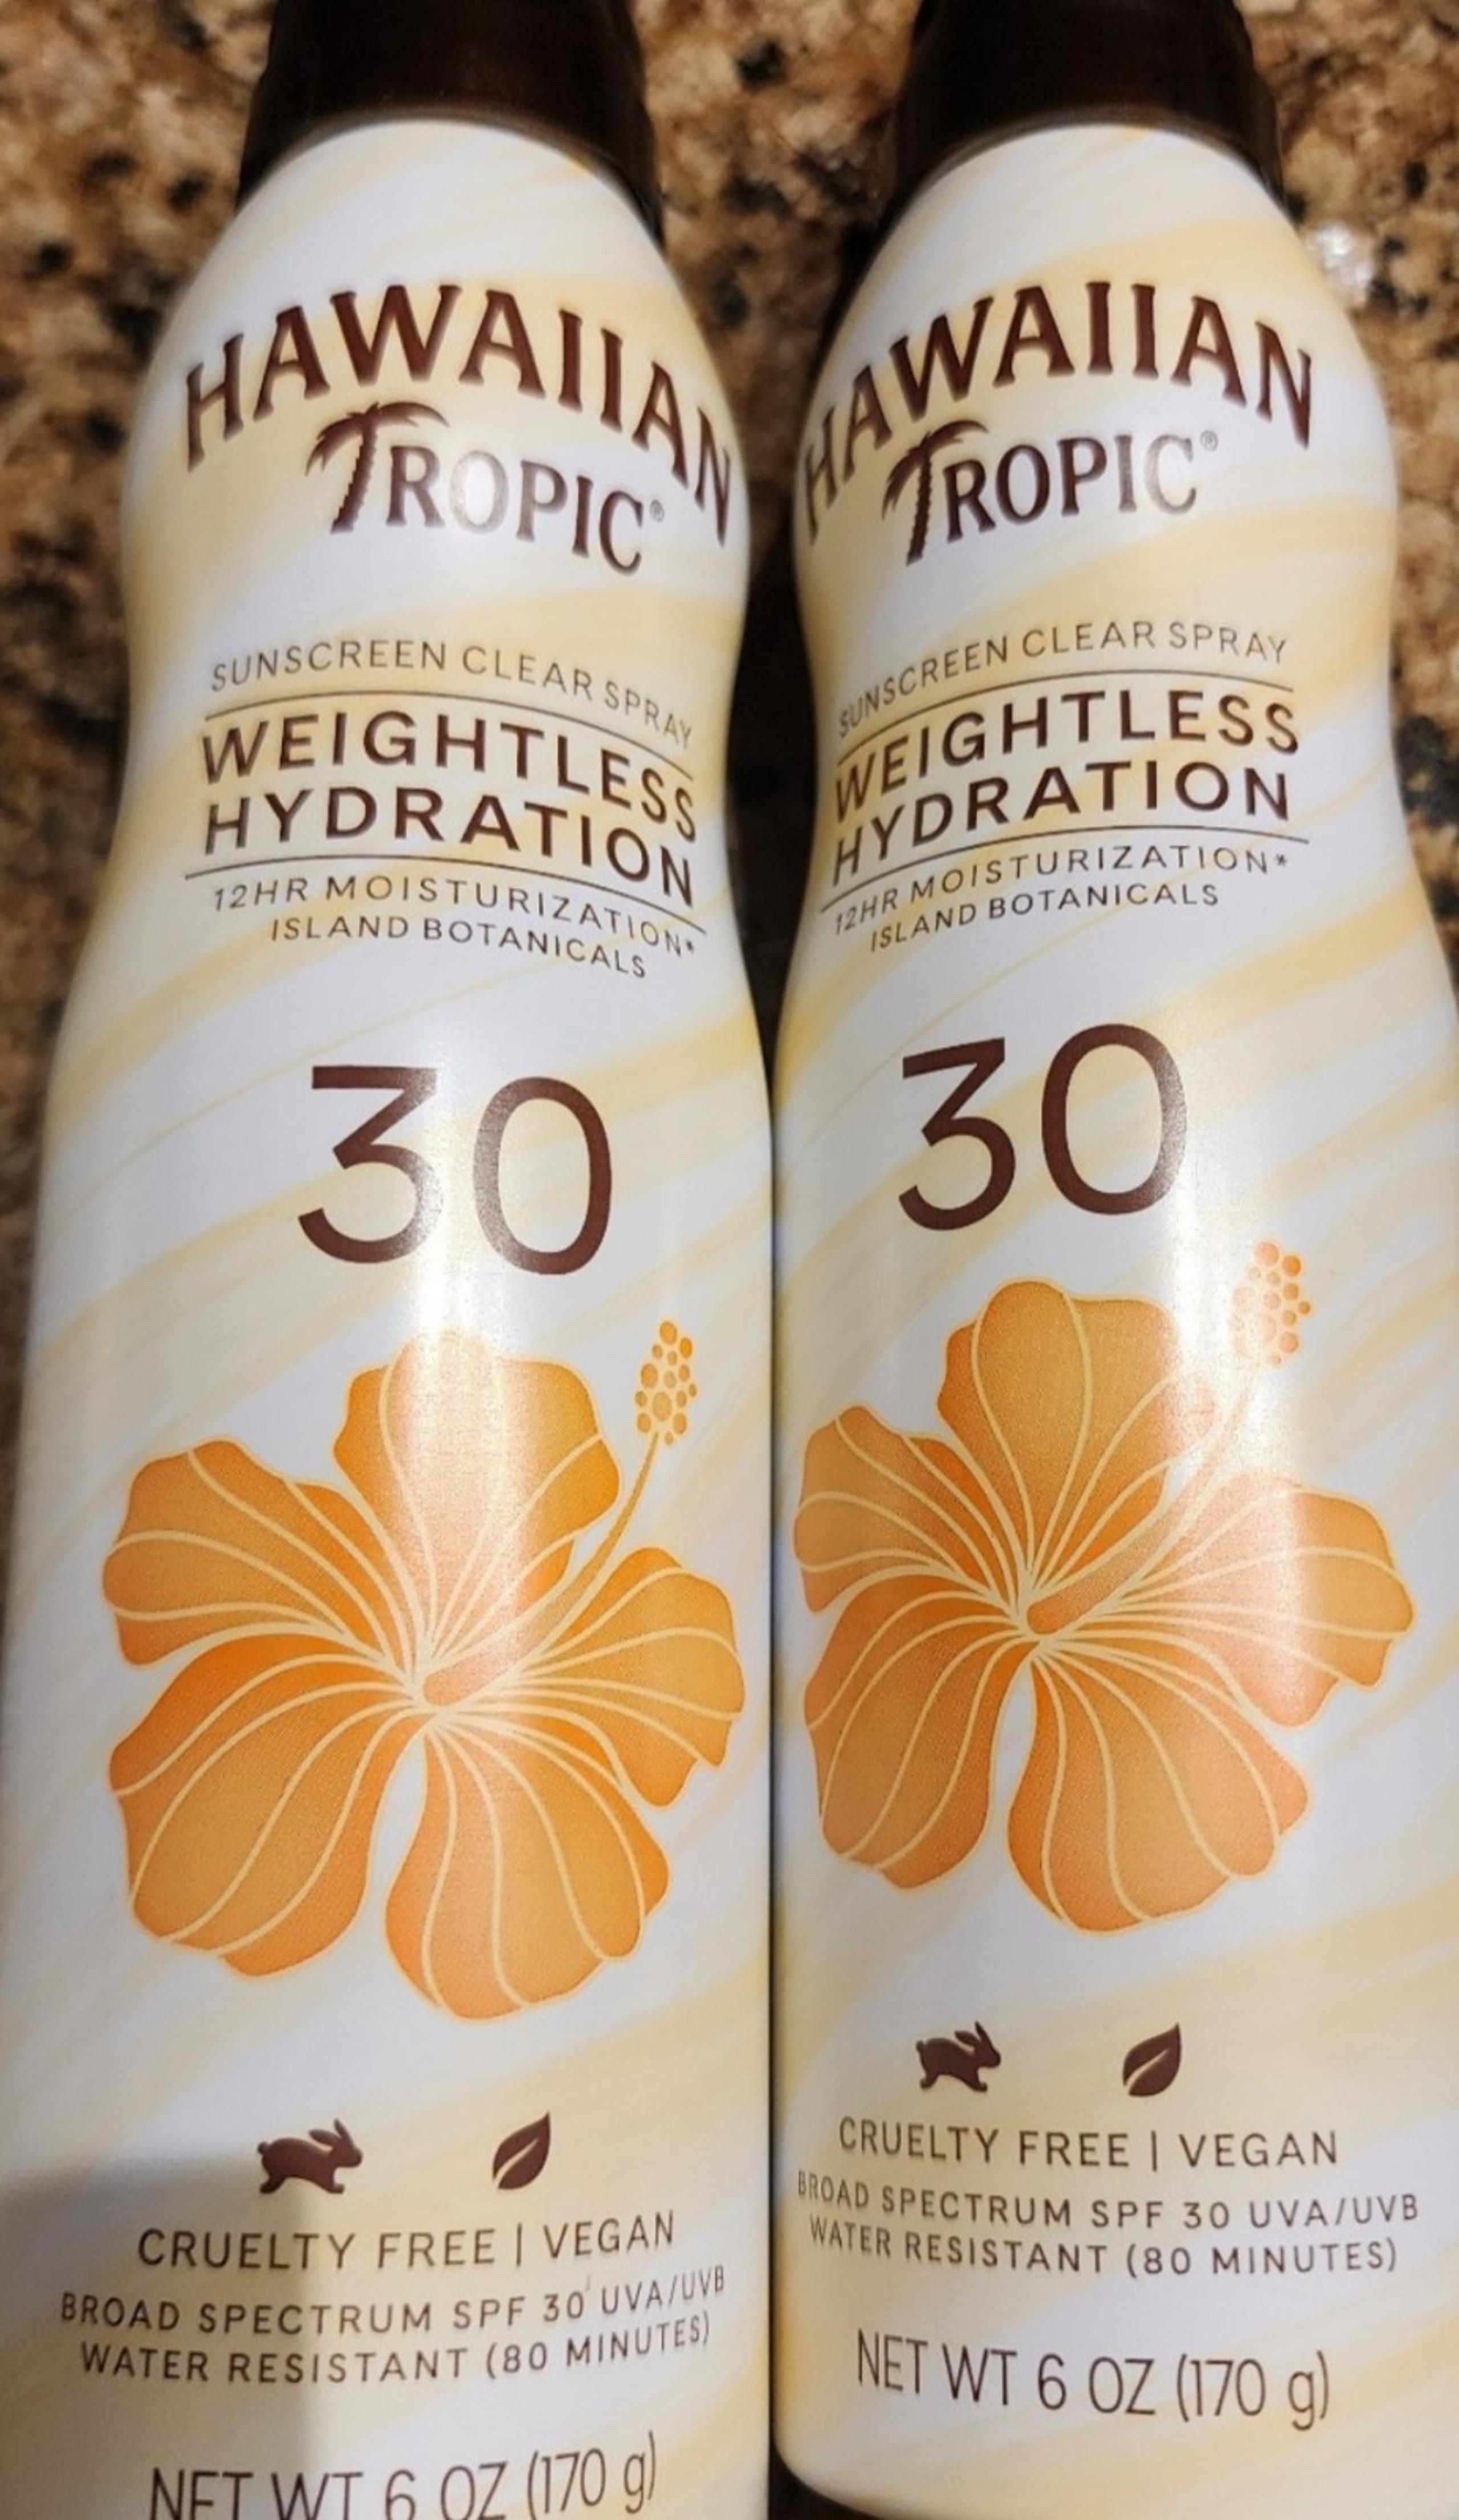 HAWAIIAN
TROPIC®
SUNSCREEN CLEAR SPRAY
WEIGHTLESS
HYDRATION
12HR MOISTURIZATION*
ISLAND BOTANICALS
30
CRUELTY FREE | VEGAN
BROAD SPECTRUM SPF 30 UVA/UVB
WATER RESISTANT (80 MINUTES)
NET WT 6 OZ (170 g)
HAWAIIAN
TROPIC®
SUNSCREEN CLEAR SPRAY
WEIGHTLESS
HYDRATION
12HR MOISTURIZATION*
ISLAND BOTANICALS
30
CRUELTY FREE | VEGAN
BROAD SPECTRUM SPF 30 UVA/UVB
WATER RESISTANT (80 MINUTES)
NET WT 6 OZ (170 g)